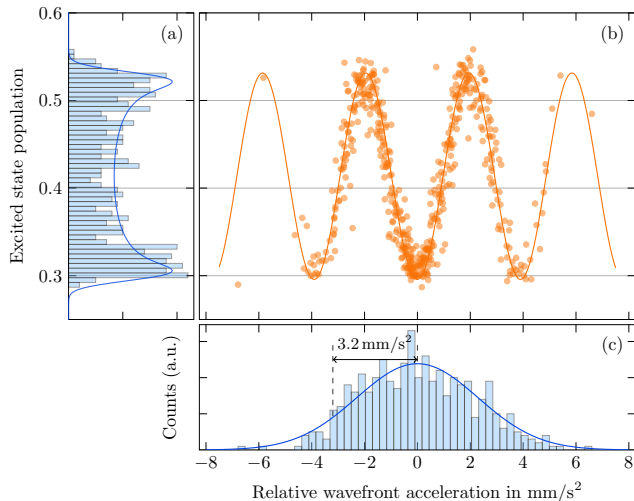 (a)
(b)
Excited state population
0.6
0.5
0.4
0.3
3.2 mm/s²
(c)
Counts (a.u.)
−8 −6 −4 −2 0 2 4 6 8
Relative wavefront acceleration in mm/s²